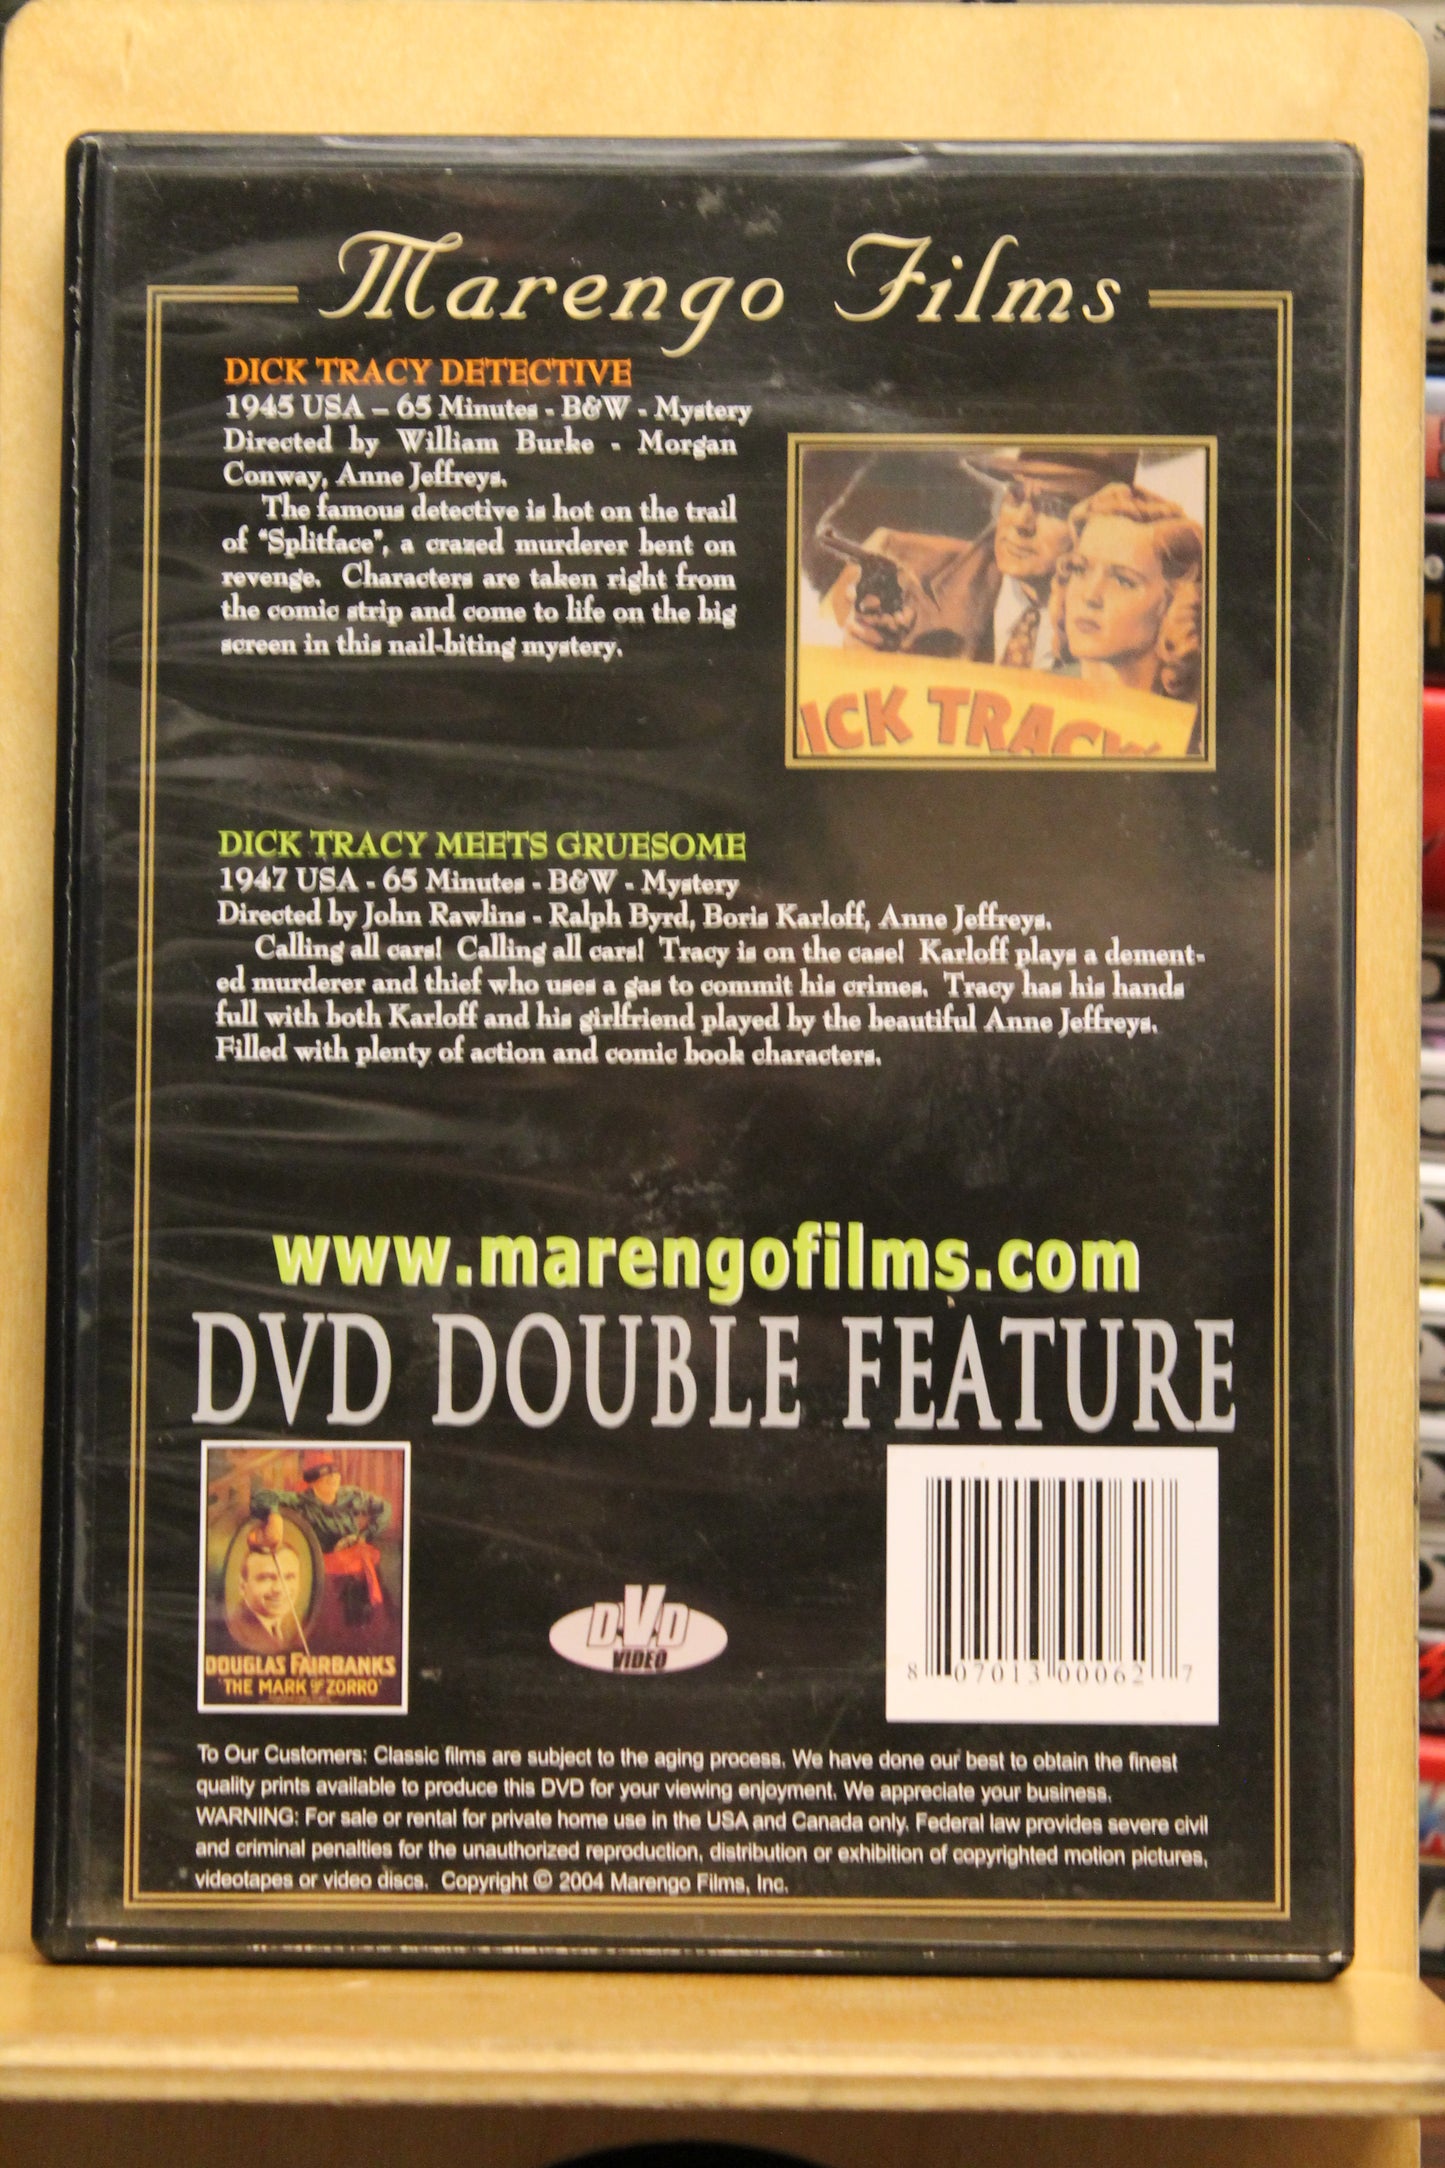 Marengo Films
DICK TRACY DETECTIVE
1945 USA – 65 Minutes - B&W - Mystery
Directed by William Burke - Morgan
Conway, Anne Jeffreys.
The famous detective is hot on the trail
of "Splitface", a crazed murderer bent on
revenge. Characters are taken right from
the comic strip and come to life on the big
screen in this nail-biting mystery.
ICK TRACY
DICK TRACY MEETS GRUESOME
1947 USA - 65 Minutes - B&W - Mystery
Directed by John Rawlins - Ralph Byrd, Boris Karloff, Anne Jeffreys.
Calling all cars! Calling all cars! Tracy is on the case! Karloff plays a dement-
ed murderer and thief who uses a gas to commit his crimes. Tracy has his hands
full with both Karloff and his girlfriend played by the beautiful Anne Jeffreys.
Filled with plenty of action and comic book characters.
www.marengofilms.com
DVD DOUBLE FEATURE
DOUGLAS FAIRBANKS
'THE MARK OF ZORRO'
DVD
VIDEO
8 07013 00062 7
To Our Customers: Classic films are subject to the aging process. We have done our best to obtain the finest
quality prints available to produce this DVD for your viewing enjoyment. We appreciate your business.
WARNING: For sale or rental for private home use in the USA and Canada only. Federal law provides severe civil
and criminal penalties for the unauthorized reproduction, distribution or exhibition of copyrighted motion pictures,
videotapes or video discs. Copyright © 2004 Marengo Films, Inc.